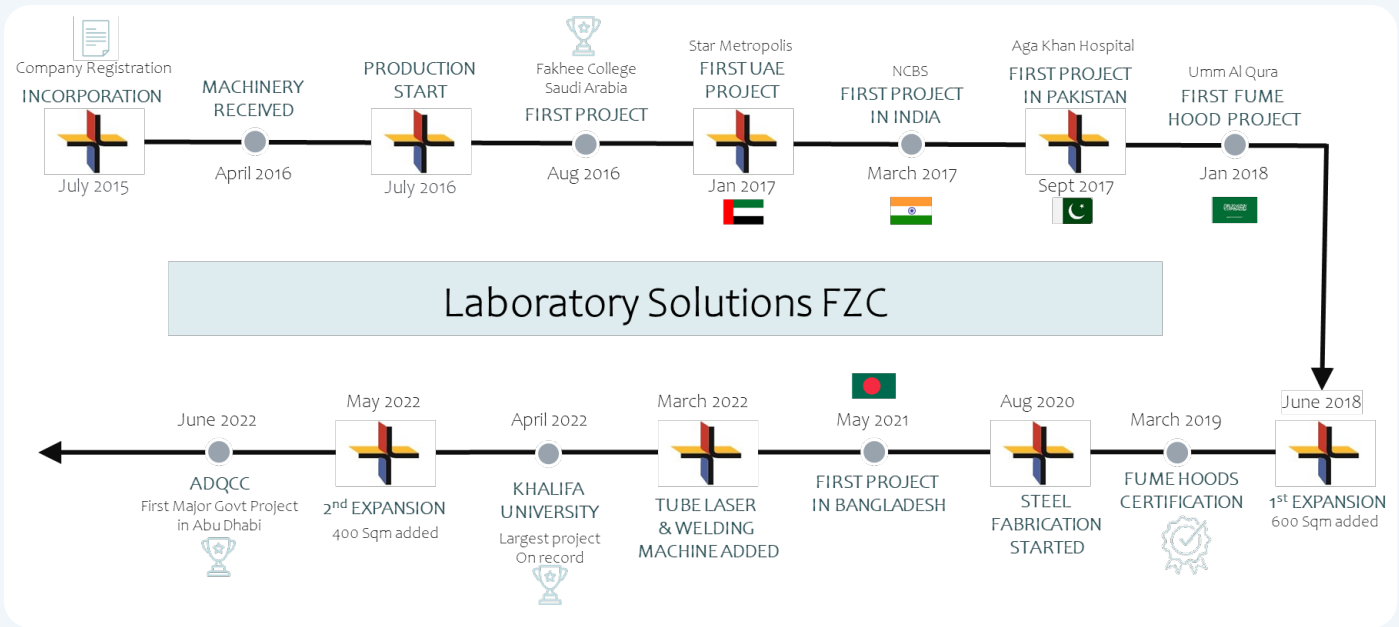 Company Registration
INCORPORATION
July 2015
MACHINERY
RECEIVED
April 2016
PRODUCTION
START
July 2016
Fakhee College
Saudi Arabia
FIRST PROJECT
Aug 2016
Star Metropolis
FIRST UAE
PROJECT
Jan 2017
NCBS
FIRST PROJECT
IN INDIA
March 2017
Aga Khan Hospital
FIRST PROJECT
IN PAKISTAN
Sept 2017
Umm Al Qura
FIRST FUME
HOOD PROJECT
Jan 2018
Laboratory Solutions FZC
June 2018
1st EXPANSION
600 Sqm added
March 2019
FUME HOODS
CERTIFICATION
Aug 2020
STEEL
FABRICATION
STARTED
May 2021
FIRST PROJECT
IN BANGLADESH
March 2022
TUBE LASER
& WELDING
MACHINE ADDED
April 2022
KHALIFA
UNIVERSITY
Largest project
On record
May 2022
2nd EXPANSION
400 Sqm added
June 2022
ADQCC
First Major Govt Project
in Abu Dhabi